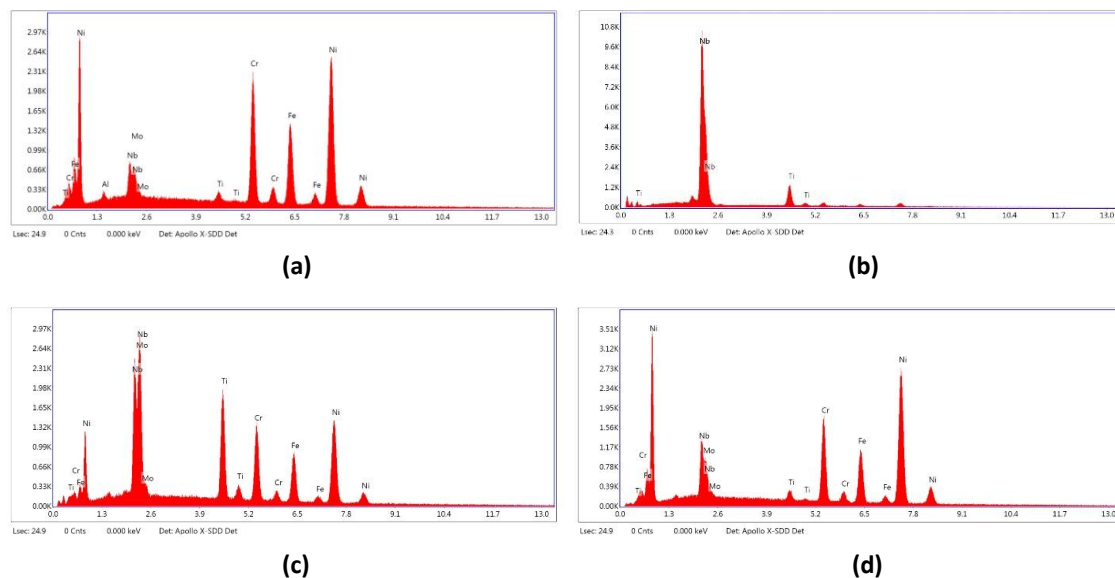 2.97K
2.64K
2.31K
1.98K
1.65K
1.32K
0.99K
0.66K
0.33K
0.00K
Ni
Fe
Cr
Ti
Al
Mo
Nb
Nb
Mo
Ti
Ti
Cr
Cr
Fe
Fe
Ni
Ni
0.0 1.3 2.6 3.9 5.2 6.5 7.8 9.1 10.4 11.7 13.0
Lsec: 24.9 0 Cnts 0.000 keV Det: Apollo X-SDD Det
(a)
10.8K
9.6K
8.4K
7.2K
6.0K
4.8K
3.6K
2.4K
1.2K
0.0K
Nb
Nb
Ti
Ti
Ti
0.0 1.3 2.6 3.9 5.2 6.5 7.8 9.1 10.4 11.7 13.0
Lsec: 24.3 0 Cnts 0.000 keV Det: Apollo X-SDD Det
(b)
2.97K
2.64K
2.31K
1.98K
1.65K
1.32K
0.99K
0.66K
0.33K
0.00K
Ni
Cr
Ti
Fe
Nb
Mo
Nb
Mo
Ti
Ti
Cr
Cr
Fe
Fe
Ni
Ni
0.0 1.3 2.6 3.9 5.2 6.5 7.8 9.1 10.4 11.7 13.0
Lsec: 24.9 0 Cnts 0.000 keV Det: Apollo X-SDD Det
(c)
3.51K
3.12K
2.73K
2.34K
1.95K
1.56K
1.17K
0.78K
0.39K
0.00K
Ni
Cr
Fe
Ti
Nb
Mo
Nb
Mo
Ti
Ti
Cr
Cr
Fe
Fe
Ni
Ni
0.0 1.3 2.6 3.9 5.2 6.5 7.8 9.1 10.4 11.7 13.0
Lsec: 24.9 0 Cnts 0.000 keV Det: Apollo X-SDD Det
(d)